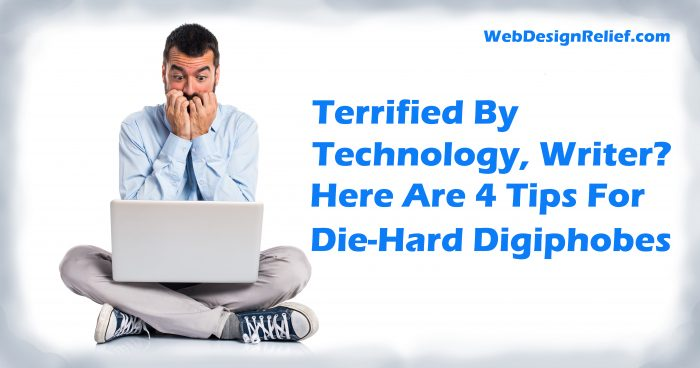 WebDesignRelief.com
Terrified By
Technology, Writer?
Here Are 4 Tips For
Die-Hard Digiphobes